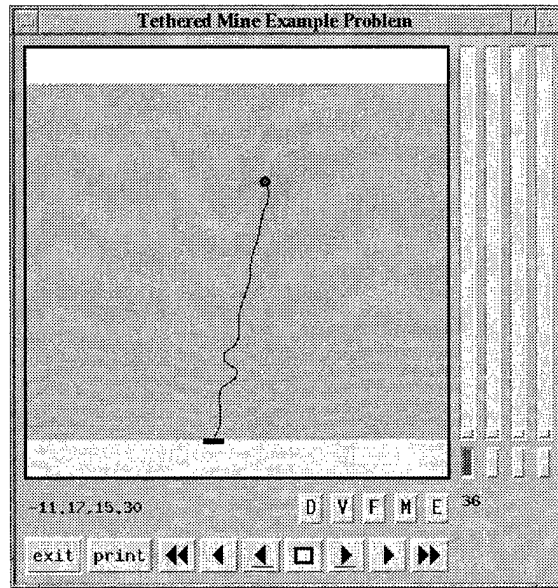 Tethered Mine Example Problem
-11,17,15.30
D V F M E
36
exit print